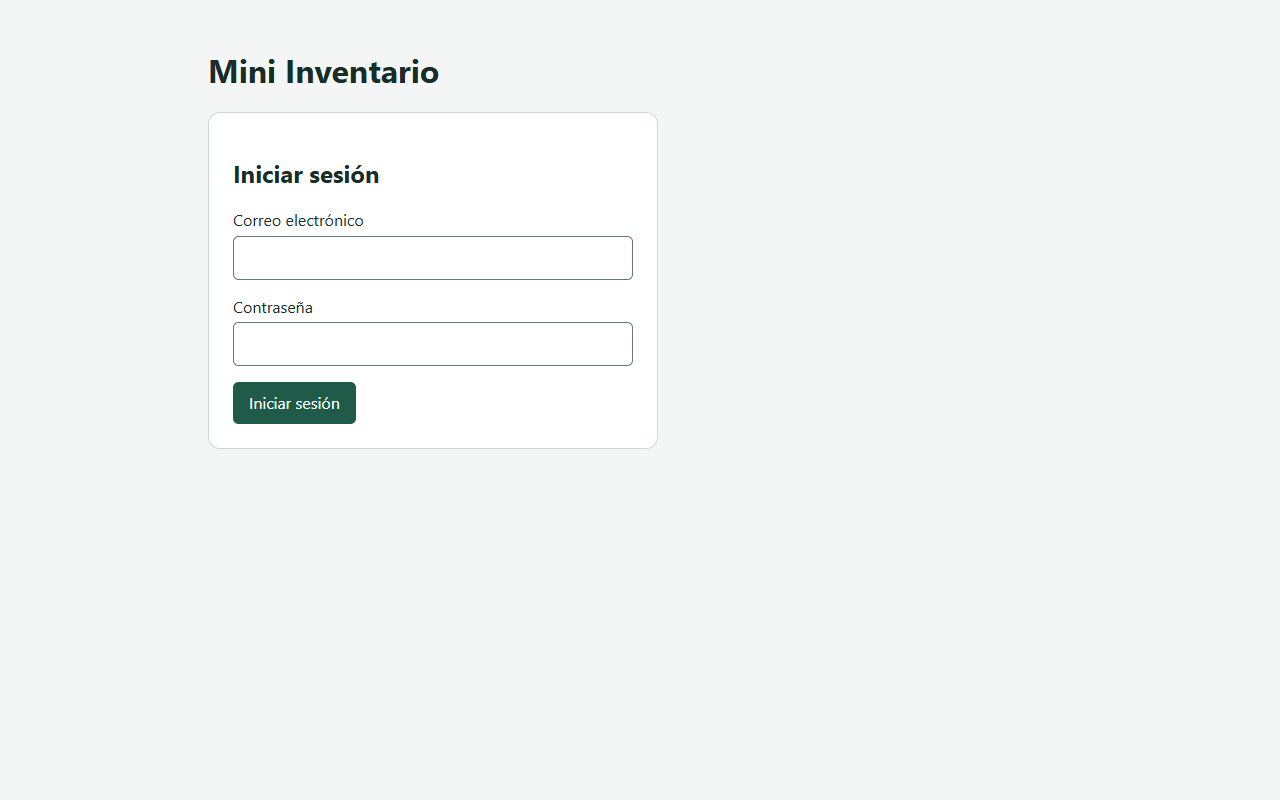 Mini Inventario
Iniciar sesión
Correo electrónico
Contraseña
Iniciar sesión